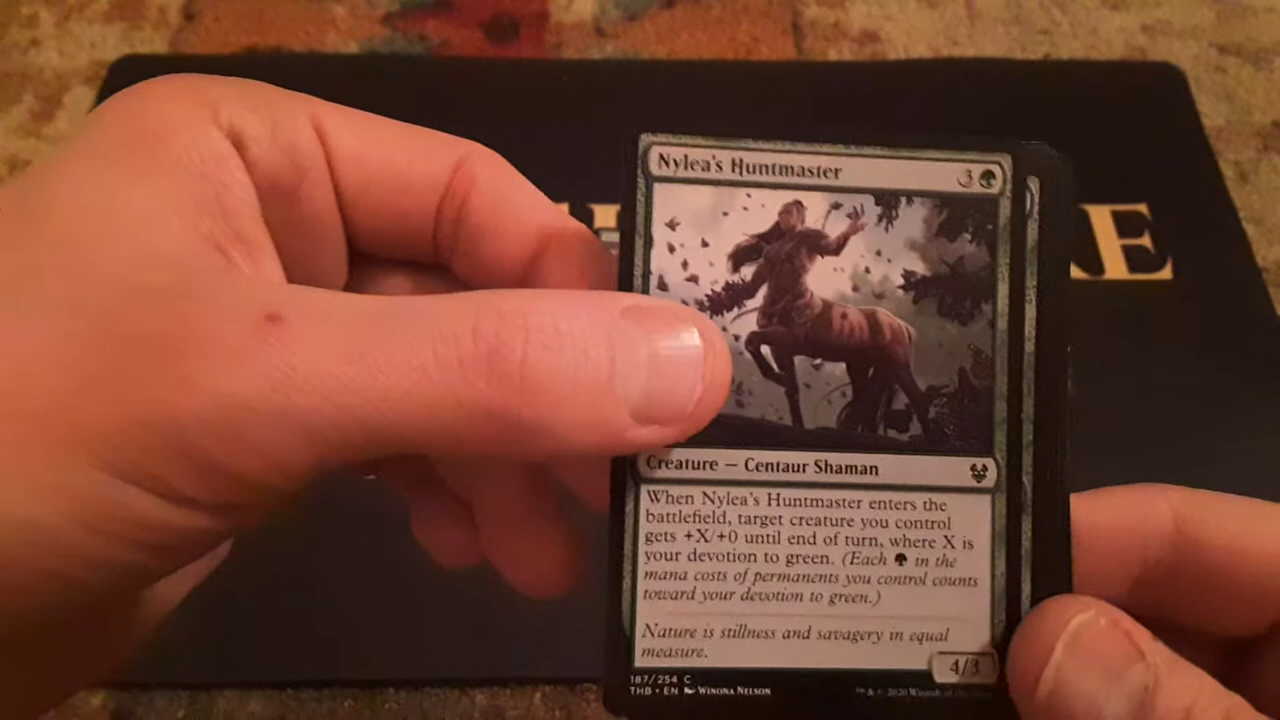 Nylea's Huntmaster 3
Creature — Centaur Shaman
When Nylea's Huntmaster enters the
battlefield, target creature you control
gets +X/+0 until end of turn, where X is
your devotion to green. (Each in the
mana costs of permanents you control counts
toward your devotion to green.)
Nature is stillness and savagery in equal
measure.
4/3
187/254 C
THB • EN Winona Nelson
™ & © 2020 Wizards of the